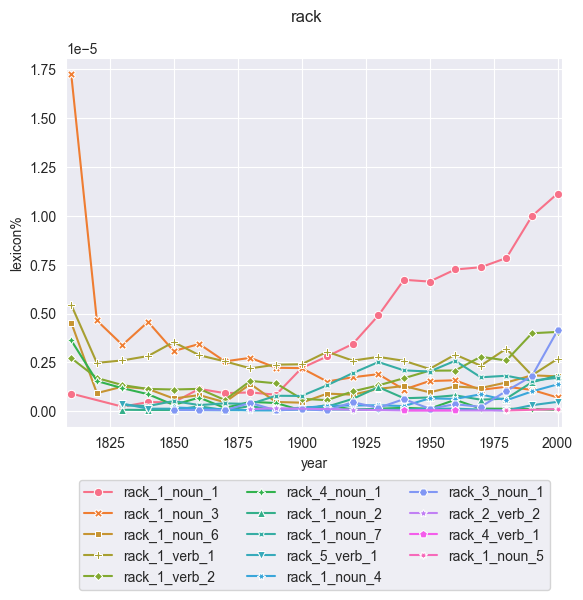 rack
1e−5
1.75
1.50
1.25
1.00
0.75
0.50
0.25
0.00
lexicon%
1825 1850 1875 1900 1925 1950 1975 2000
year
rack_1_noun_1 rack_4_noun_1 rack_3_noun_1
rack_1_noun_3 rack_1_noun_2 rack_2_verb_2
rack_1_noun_6 rack_1_noun_7 rack_4_verb_1
rack_1_verb_1 rack_5_verb_1 rack_1_noun_5
rack_1_verb_2 rack_1_noun_4